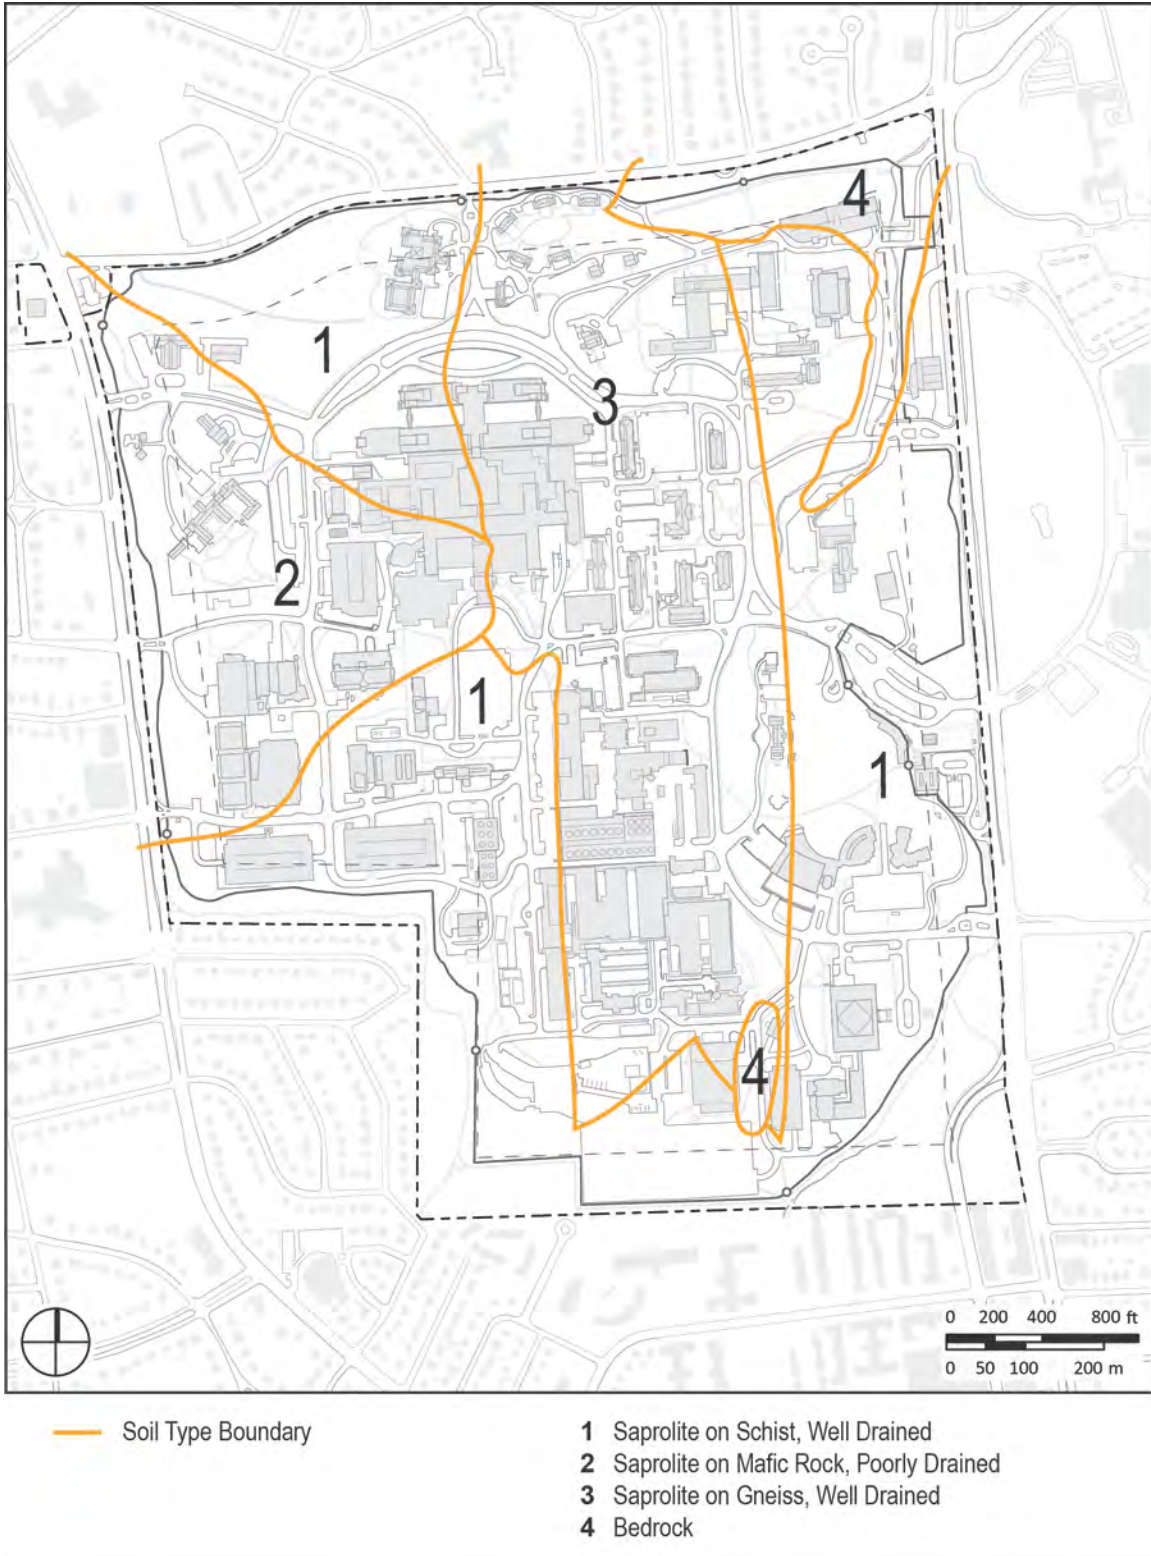 4
1
3
2
1
1
4
0 200 400 800 ft
0 50 100 200 m
Soil Type Boundary
1 Saprolite on Schist, Well Drained
2 Saprolite on Mafic Rock, Poorly Drained
3 Saprolite on Gneiss, Well Drained
4 Bedrock